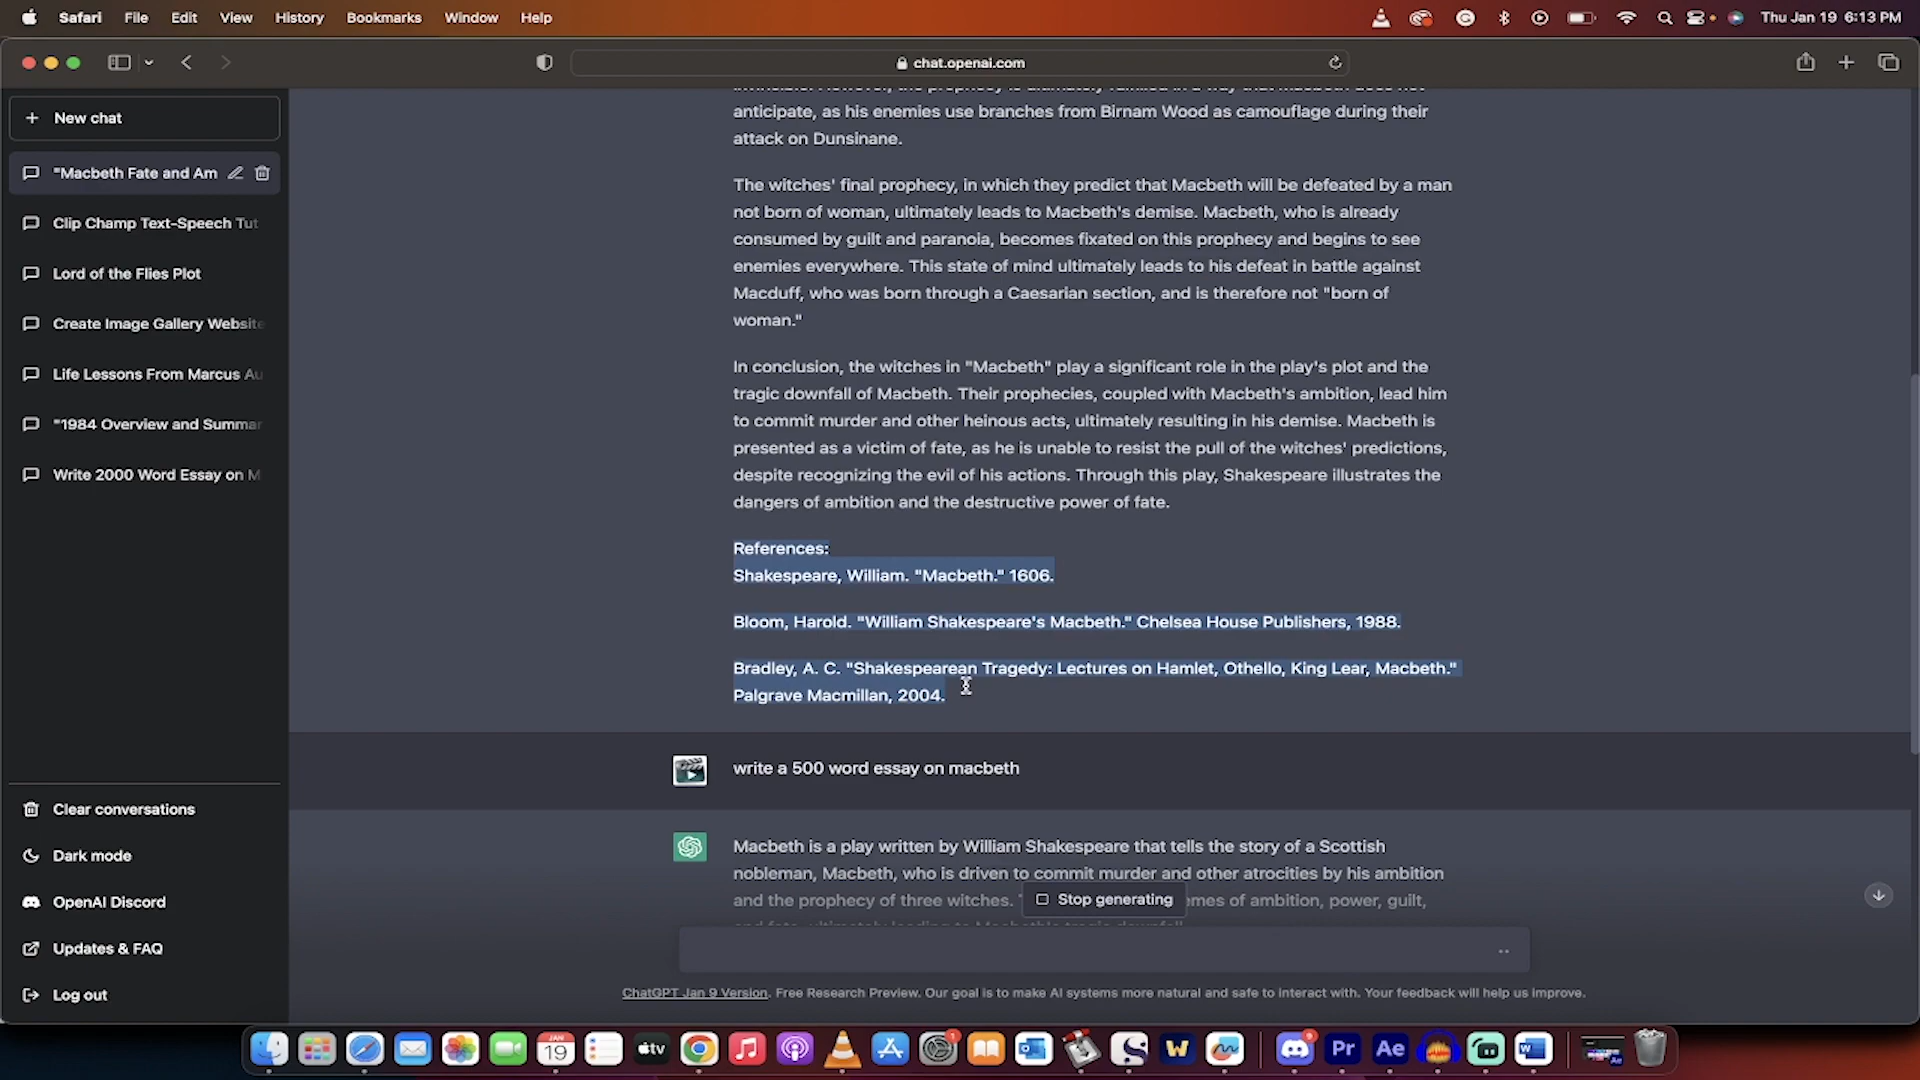 Safari File Edit View History Bookmarks Window Help Thu Jan 19 6:13 PM
chat.openai.com
New chat
"Macbeth Fate and Am
Clip Champ Text-Speech Tut
Lord of the Flies Plot
Create Image Gallery Website
Life Lessons From Marcus Au
"1984 Overview and Summar
Write 2000 Word Essay on M
Clear conversations
Dark mode
OpenAI Discord
Updates & FAQ
Log out
anticipate, as his enemies use branches from Birnam Wood as camouflage during their
attack on Dunsinane.
The witches' final prophecy, in which they predict that Macbeth will be defeated by a man
not born of woman, ultimately leads to Macbeth's demise. Macbeth, who is already
consumed by guilt and paranoia, becomes fixated on this prophecy and begins to see
enemies everywhere. This state of mind ultimately leads to his defeat in battle against
Macduff, who was born through a Caesarian section, and is therefore not "born of
woman."
In conclusion, the witches in "Macbeth" play a significant role in the play's plot and the
tragic downfall of Macbeth. Their prophecies, coupled with Macbeth's ambition, lead him
to commit murder and other heinous acts, ultimately resulting in his demise. Macbeth is
presented as a victim of fate, as he is unable to resist the pull of the witches' predictions,
despite recognizing the evil of his actions. Through this play, Shakespeare illustrates the
dangers of ambition and the destructive power of fate.
References:
Shakespeare, William. "Macbeth." 1606.
Bloom, Harold. "William Shakespeare's Macbeth." Chelsea House Publishers, 1988.
Bradley, A. C. "Shakespearean Tragedy: Lectures on Hamlet, Othello, King Lear, Macbeth."
Palgrave Macmillan, 2004.
write a 500 word essay on macbeth
Macbeth is a play written by William Shakespeare that tells the story of a Scottish
nobleman, Macbeth, who is driven to commit murder and other atrocities by his ambition
and the prophecy of three witches. emes of ambition, power, guilt,
Stop generating
ChatGPT Jan 9 Version. Free Research Preview. Our goal is to make AI systems more natural and safe to interact with. Your feedback will help us improve.
JAN
19
tv
W
Pr
Ae
W